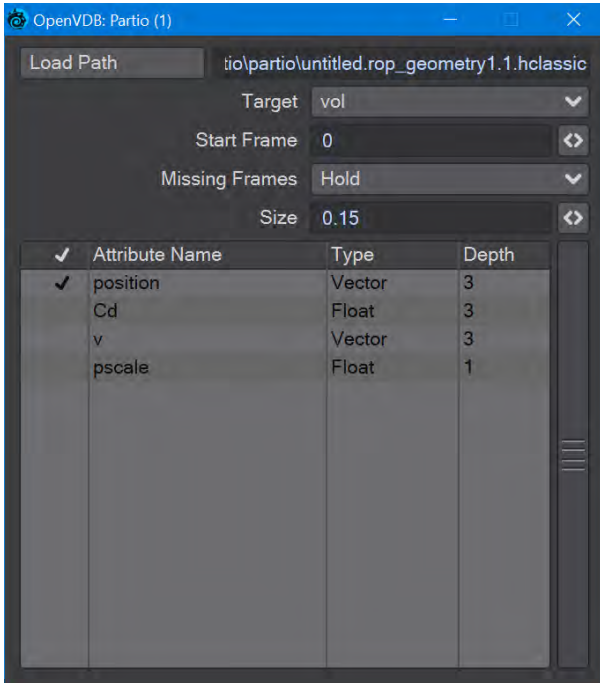 OpenVDB: Partio (1)
Load Path tio\partio\untitled.rop_geometry1.1.hclassic
Target vol
Start Frame 0
Missing Frames Hold
Size 0.15
Attribute Name Type Depth
position Vector 3
Cd Float 3
v Vector 3
pscale Float 1